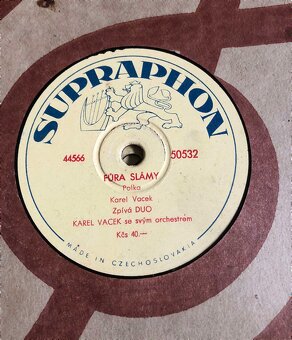 SUPRAPHON
44566 50532
FŮRA SLÁMY
Polka
Karel Vacek
Zpívá DUO
KAREL VACEK se svým orchestrem
Kčs 40.—
MADE IN CZECHOSLOVAKIA